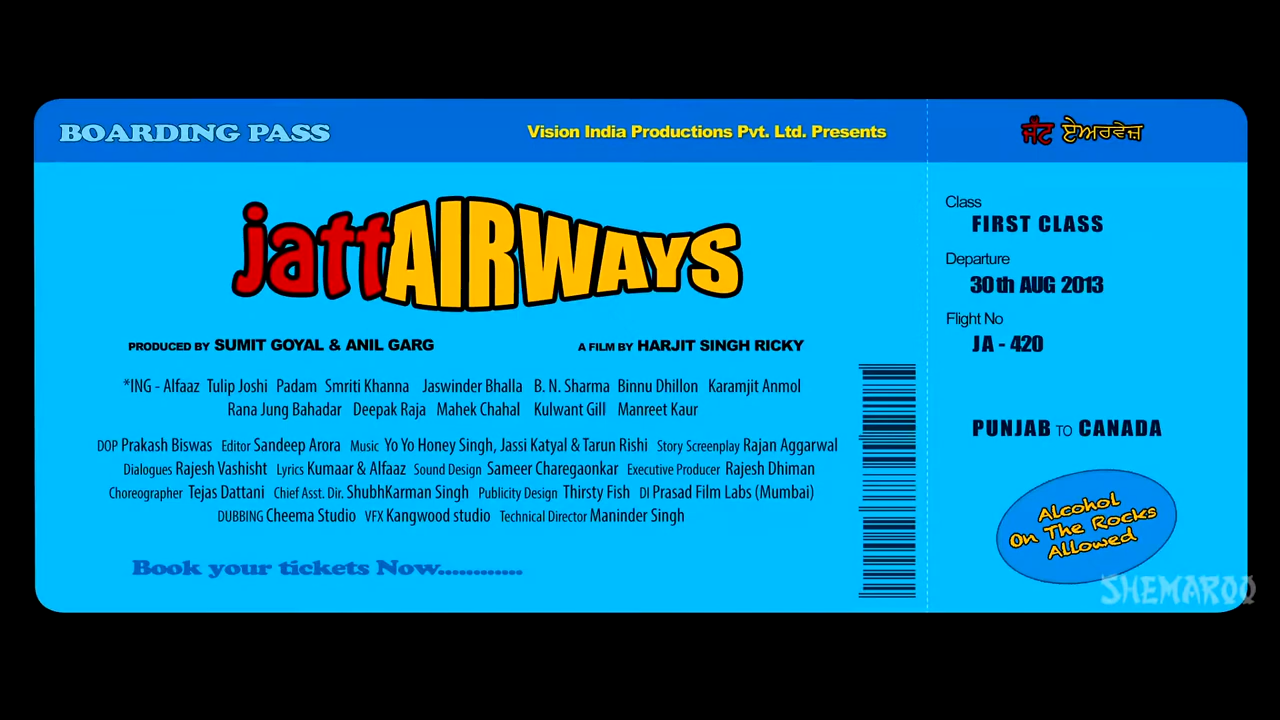 BOARDING PASS
Vision India Productions Pvt. Ltd. Presents
ਜੱਟ ਏਅਰਵੇਜ਼
jattAIRWAYS
PRODUCED BY SUMIT GOYAL & ANIL GARG
A FILM BY HARJIT SINGH RICKY
*ING - Alfaaz Tulip Joshi Padam Smriti Khanna Jaswinder Bhalla B. N. Sharma Binnu Dhillon Karamjit Anmol
Rana Jung Bahadar Deepak Raja Mahek Chahal Kulwant Gill Manreet Kaur
DOP Prakash Biswas Editor Sandeep Arora Music Yo Yo Honey Singh, Jassi Katyal & Tarun Rishi Story Screenplay Rajan Aggarwal
Dialogues Rajesh Vashisht Lyrics Kumaar & Alfaaz Sound Design Sameer Charegaonkar Executive Producer Rajesh Dhiman
Choreographer Tejas Dattani Chief Asst. Dir. ShubhKarman Singh Publicity Design Thirsty Fish DI Prasad Film Labs (Mumbai)
DUBBING Cheema Studio VFX Kangwood studio Technical Director Maninder Singh
Book your tickets Now............
Class
FIRST CLASS
Departure
30th AUG 2013
Flight No
JA - 420
PUNJAB TO CANADA
Alcohol
On The Rocks
Allowed
SHEMAROO